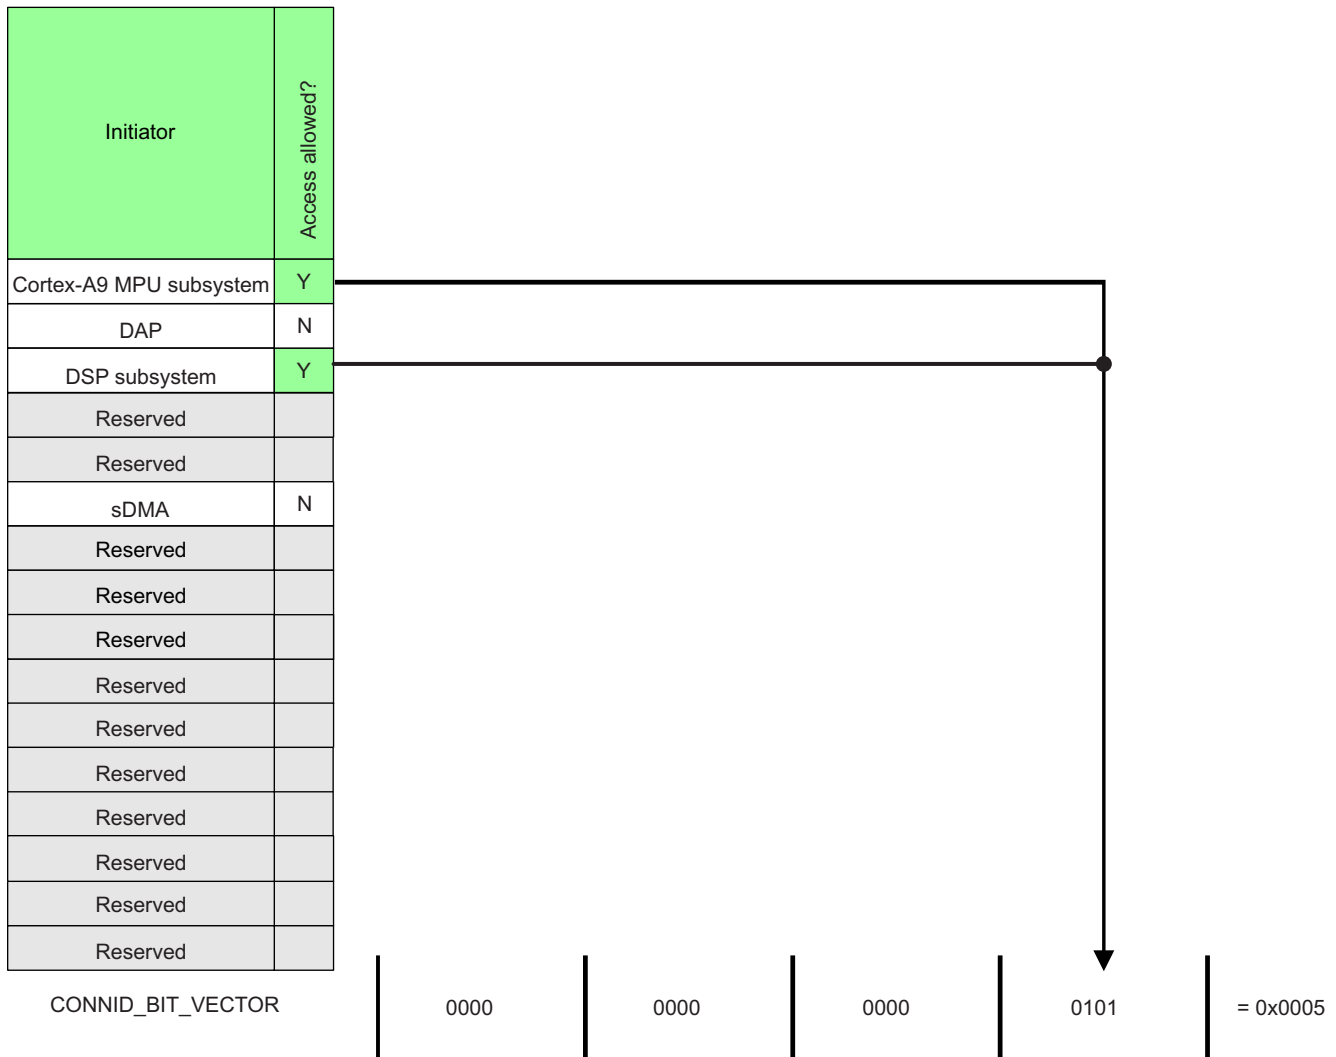 Initiator
Access allowed?
Cortex-A9 MPU subsystem Y
DAP N
DSP subsystem Y
Reserved
Reserved
sDMA N
Reserved
Reserved
Reserved
Reserved
Reserved
Reserved
Reserved
Reserved
Reserved
Reserved
CONNID_BIT_VECTOR 0000 0000 0000 0101 = 0x0005